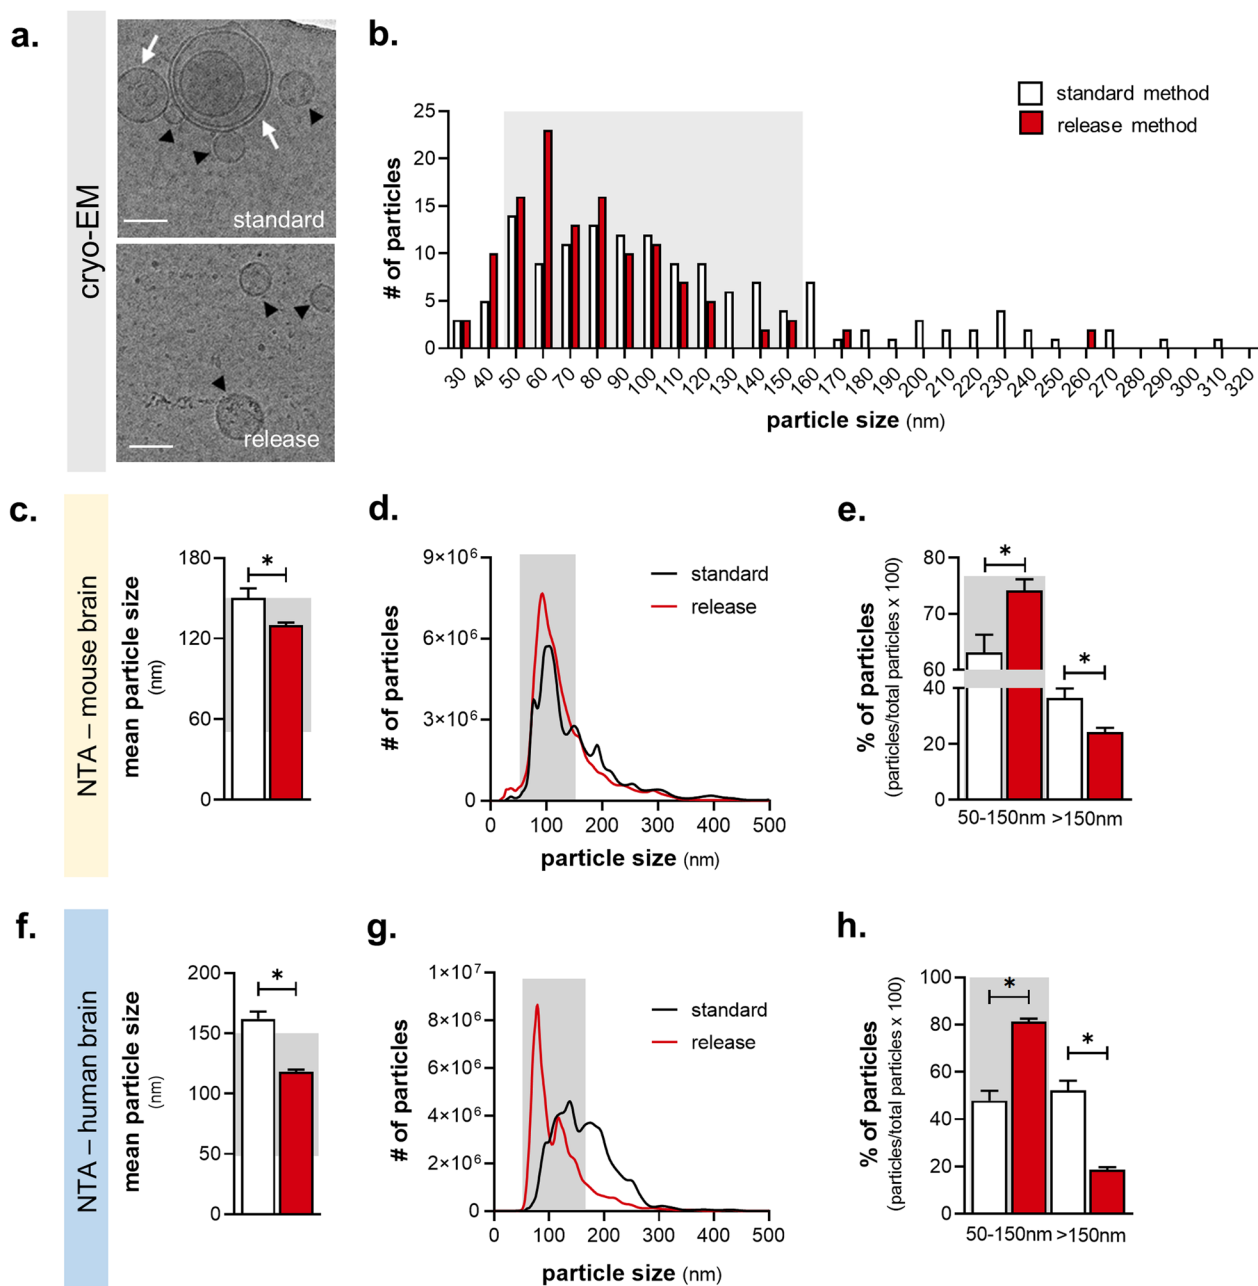 a.
cryo-EM
standard
release
b.
standard method
release method
# of particles
25
20
15
10
5
0
30 40 50 60 70 80 90 100 110 120 130 140 150 160 170 180 190 200 210 220 230 240 250 260 270 280 290 300 310 320
particle size (nm)
c.
NTA – mouse brain
mean particle size
(nm)
180
120
60
0
*
d.
# of particles
9×10⁶
6×10⁶
3×10⁶
0
standard
release
0 100 200 300 400 500
particle size (nm)
e.
% of particles
(particles/total particles x 100)
80
70
60
40
20
0
*
*
50-150nm >150nm
f.
NTA – human brain
mean particle size
(nm)
200
150
100
50
0
*
g.
# of particles
1×10⁷
8×10⁶
6×10⁶
4×10⁶
2×10⁶
0
standard
release
0 100 200 300 400 500
particle size (nm)
h.
% of particles
(particles/total particles x 100)
100
80
60
40
20
0
*
*
50-150nm >150nm